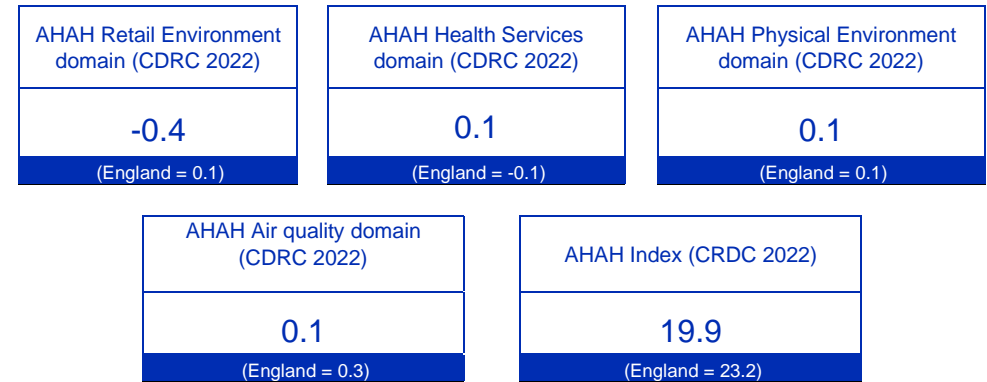 AHAH Retail Environment
domain (CDRC 2022)
-0.4
(England = 0.1)
AHAH Health Services
domain (CDRC 2022)
0.1
(England = -0.1)
AHAH Physical Environment
domain (CDRC 2022)
0.1
(England = 0.1)
AHAH Air quality domain
(CDRC 2022)
0.1
(England = 0.3)
AHAH Index (CRDC 2022)
19.9
(England = 23.2)